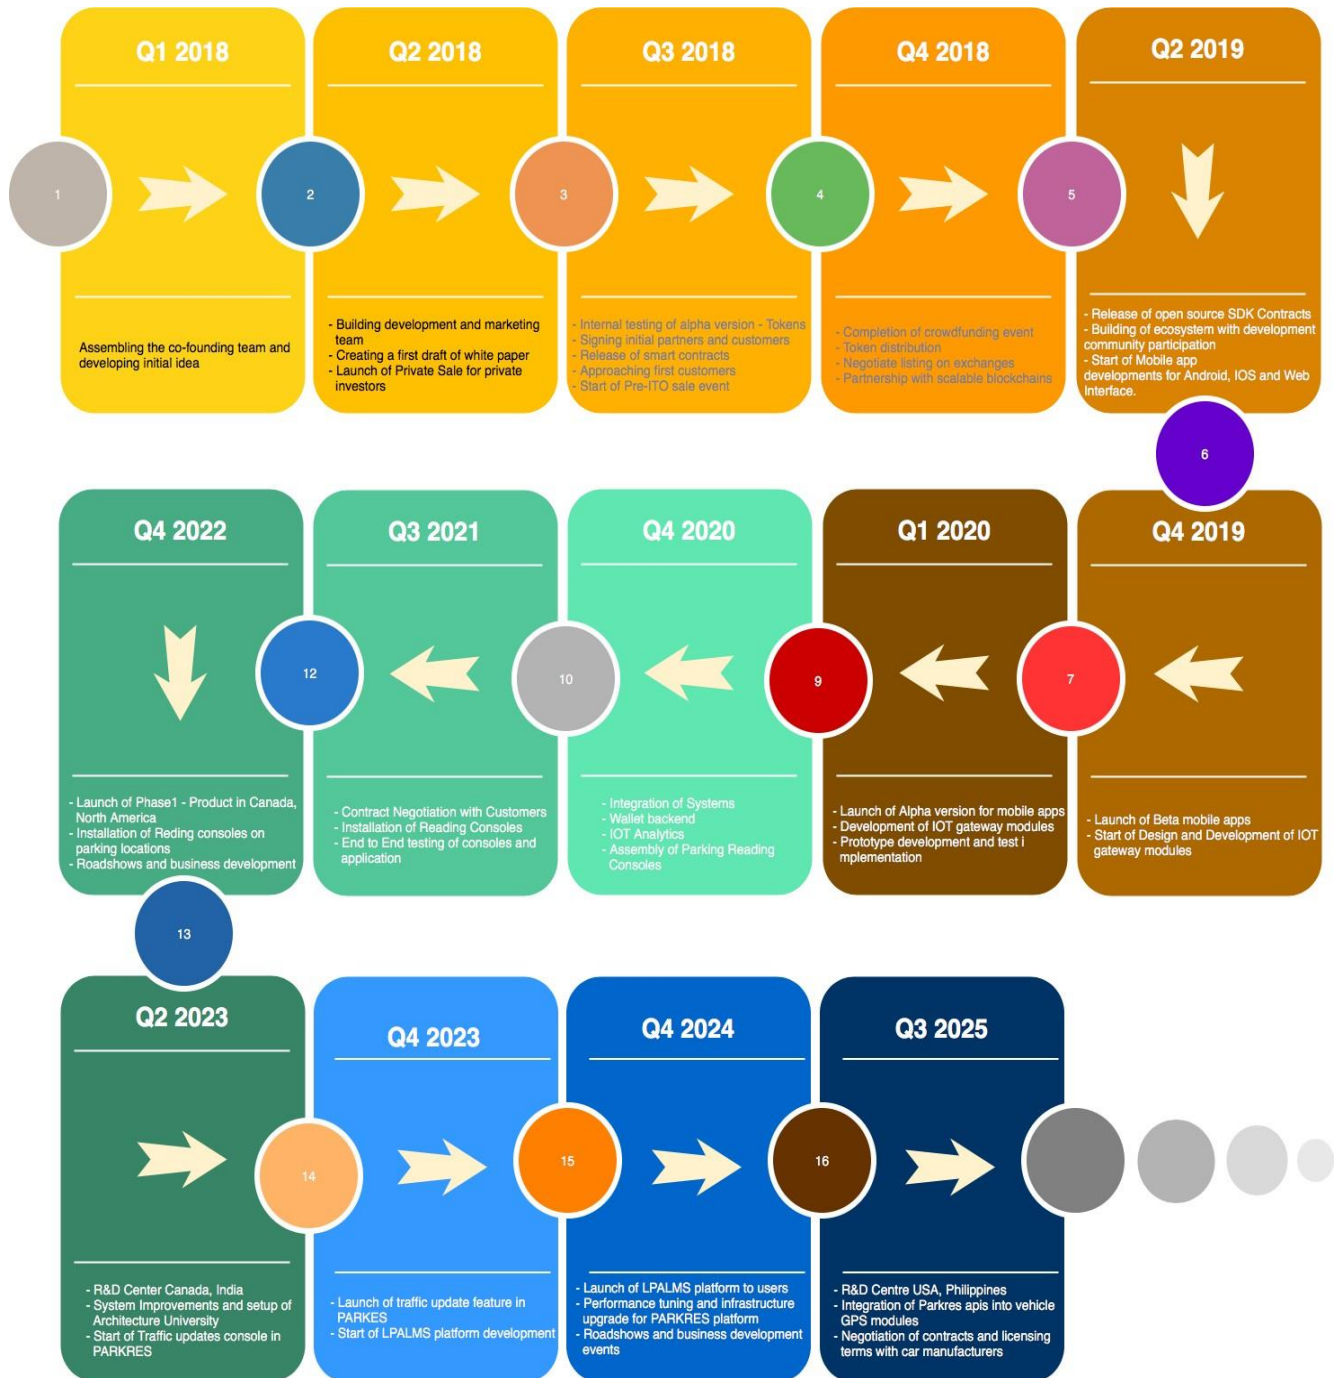 Q1 2018
1
Assembling the co-founding team and
developing initial idea
Q2 2018
2
- Building development and marketing
team
- Creating a first draft of white paper
- Launch of Private Sale for private
investors
Q3 2018
3
- Internal testing of alpha version - Tokens
- Signing initial partners and customers
- Release of smart contracts
- Approaching first customers
- Start of Pre-ITO sale event
Q4 2018
4
- Completion of crowdfunding event
- Token distribution
- Negotiate listing on exchanges
- Partnership with scalable blockchains
Q2 2019
5
- Release of open source SDK Contracts
- Building of ecosystem with development
community participation
- Start of Mobile app
developments for Android, IOS and Web
Interface.
6
Q4 2019
- Launch of Beta mobile apps
- Start of Design and Development of IOT
gateway modules
7
Q1 2020
- Launch of Alpha version for mobile apps
- Development of IOT gateway modules
- Prototype development and test i
mplementation
9
Q4 2020
- Integration of Systems
- Wallet backend
- IOT Analytics
- Assembly of Parking Reading
Consoles
10
Q3 2021
- Contract Negotiation with Customers
- Installation of Reading Consoles
- End to End testing of consoles and
application
12
Q4 2022
- Launch of Phase1 - Product in Canada,
North America
- Installation of Reding consoles on
parking locations
- Roadshows and business development
13
Q2 2023
- R&D Center Canada, India
- System Improvements and setup of
Architecture University
- Start of Traffic updates console in
PARKRES
14
Q4 2023
- Launch of traffic update feature in
PARKES
- Start of LPALMS platform development
15
Q4 2024
- Launch of LPALMS platform to users
- Performance tuning and infrastructure
upgrade for PARKRES platform
- Roadshows and business development
events
16
Q3 2025
- R&D Centre USA, Philippines
- Integration of Parkres apis into vehicle
GPS modules
- Negotiation of contracts and licensing
terms with car manufacturers